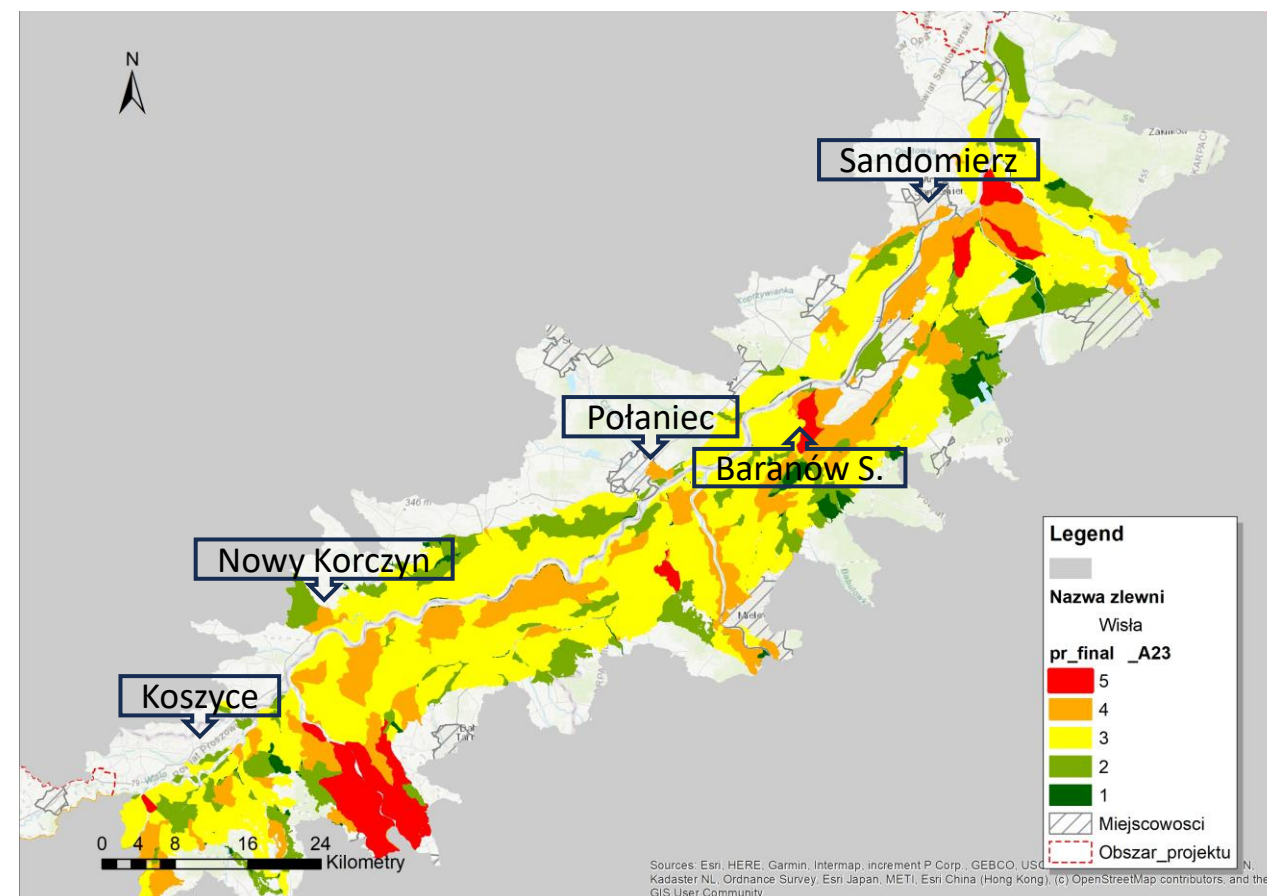 N
Sandomierz
Koprzywianka
Połaniec
Baranów S.
346 m
Nowy Korczyn
Koszyce
Legend
Nazwa zlewni
Wisła
pr_final _A23
5
4
3
2
1
Miejscowosci
Obszar_projektu
0 4 8 16 24
Kilometry
Sources: Esri, HERE, Garmin, Intermap, increment P Corp., GEBCO, N,
Kadaster NL, Ordnance Survey, Esri Japan, METI, Esri China (Hong Kong), (c) OpenStreetMap contributors, and the
GIS User Community